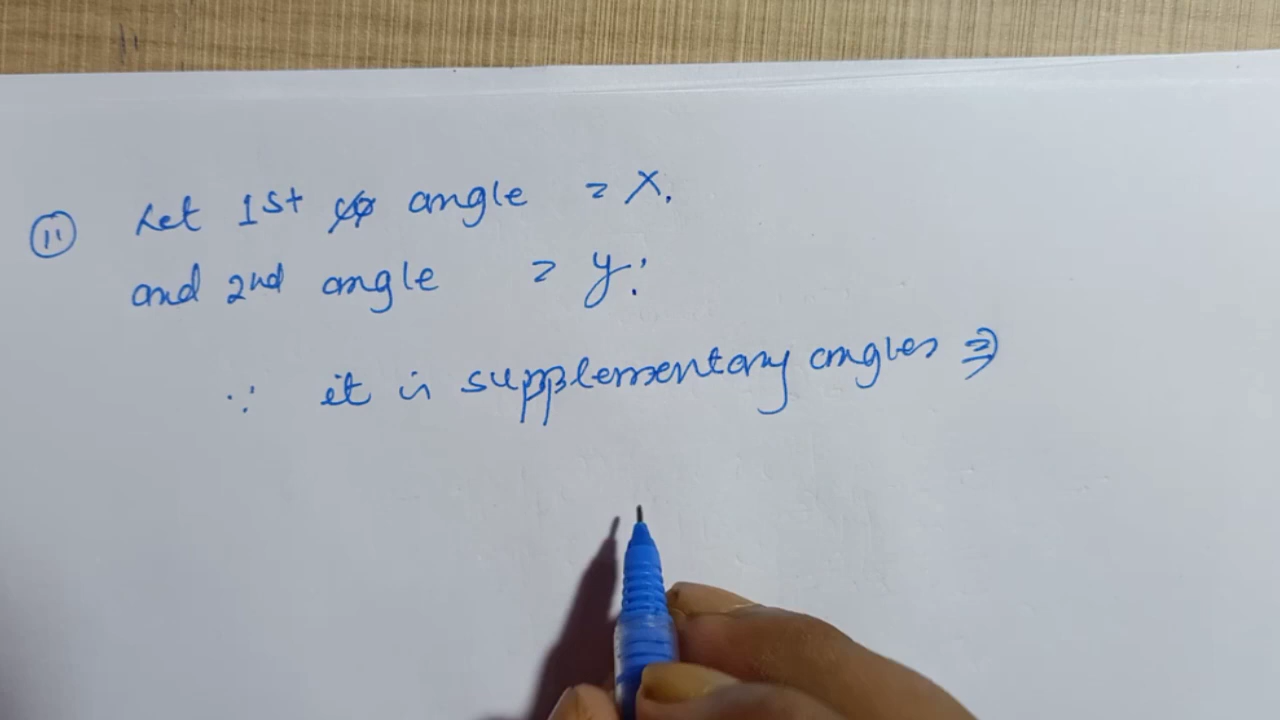 (11) Let 1st angle = X.
and 2nd angle = y.
∵ it is supplementary angles ⇒